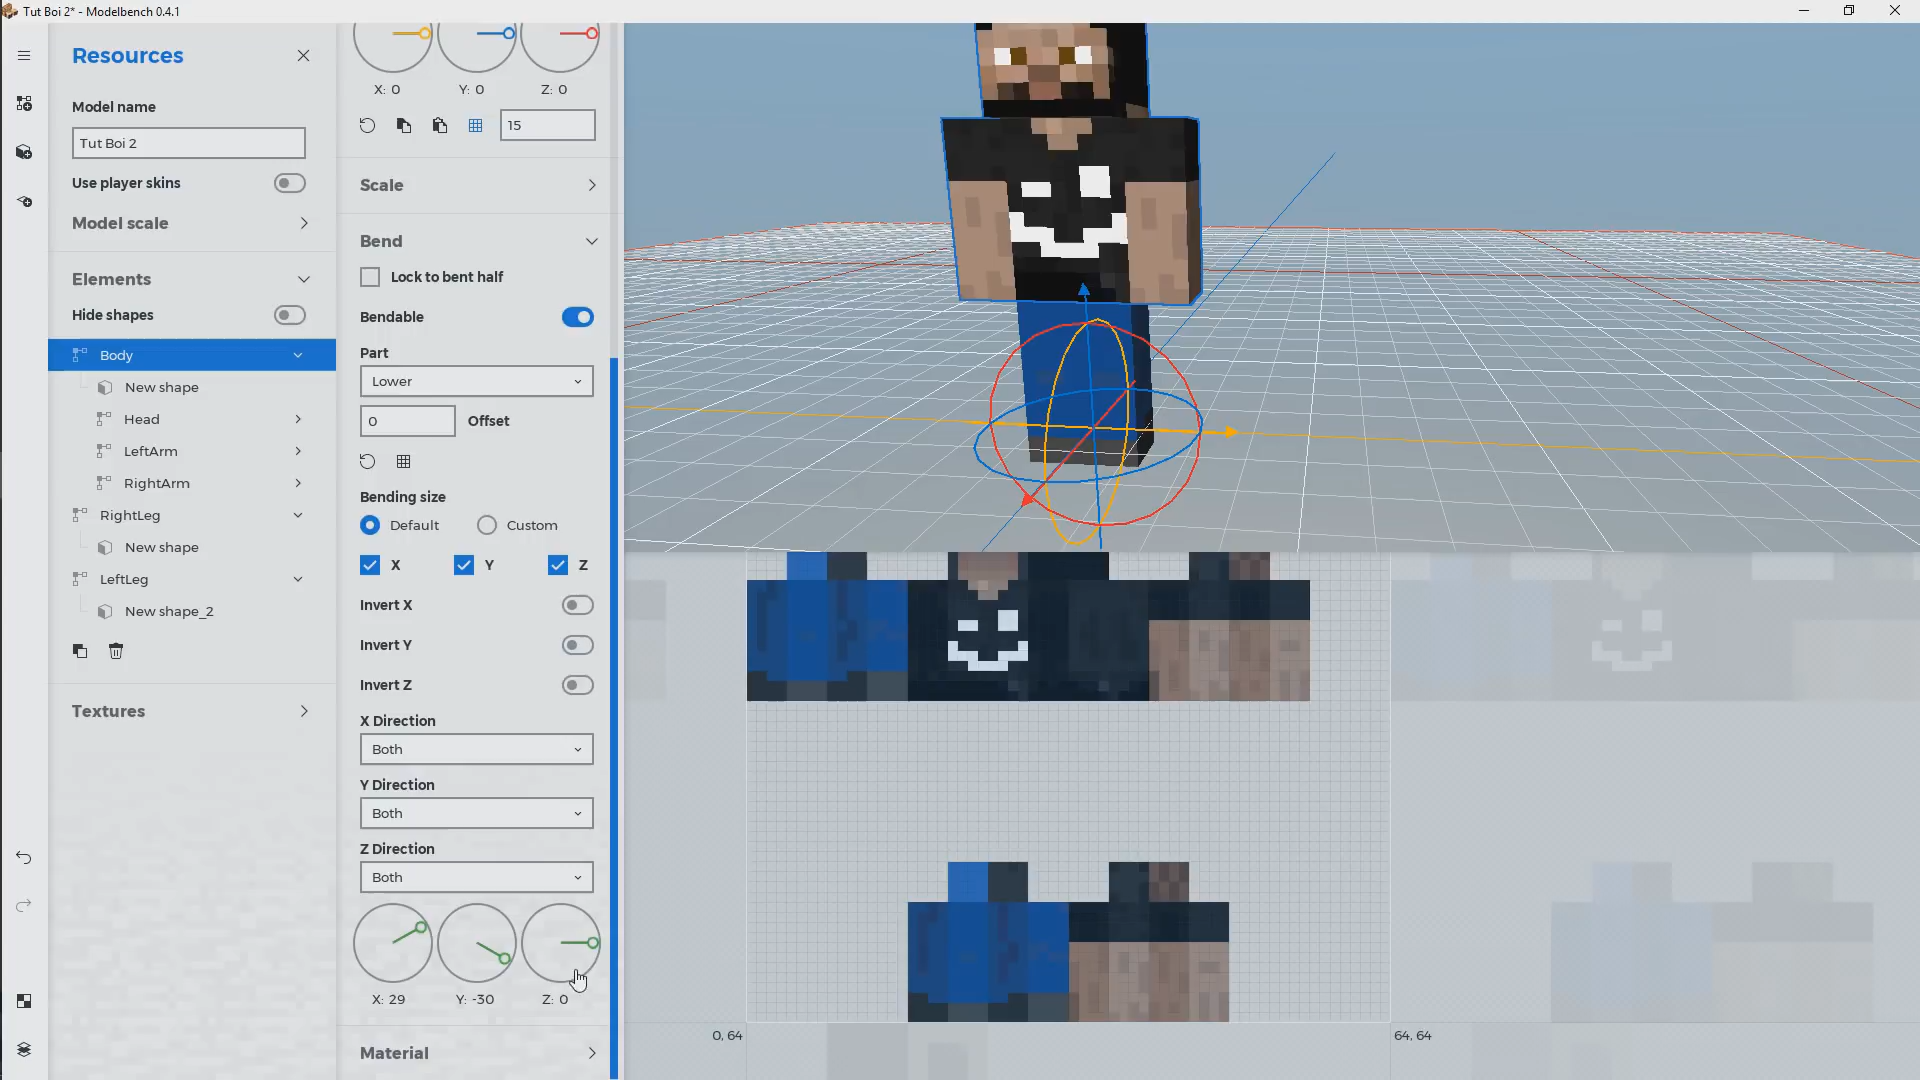 Tut Boi 2* - Modelbench 0.4.1
Resources
Model name
Tut Boi 2
Use player skins
Model scale
Elements
Hide shapes
Body
New shape
Head
LeftArm
RightArm
RightLeg
New shape
LeftLeg
New shape_2
Textures
X: 0 Y: 0 Z: 0
15
Scale
Bend
Lock to bent half
Bendable
Part
Lower
0 Offset
Bending size
Default Custom
X Y Z
Invert X
Invert Y
Invert Z
X Direction
Both
Y Direction
Both
Z Direction
Both
X: 29 Y: -30 Z: 0
Material
0, 64
64, 64